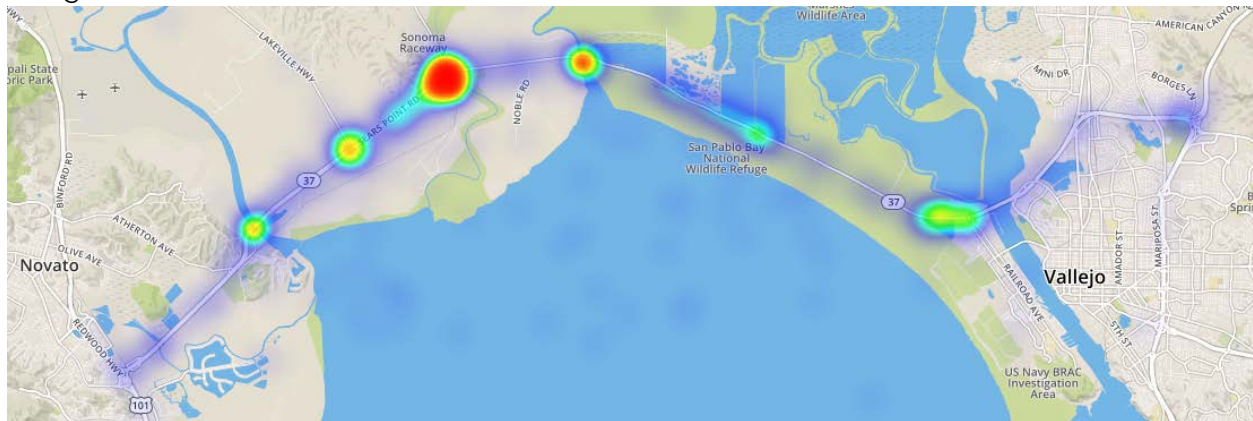 Wildlife Area
AMERICAN CANYON
Sonoma
Raceway
LAKEVILLE HWY
pali State
oric Park
MINI DR
BORGES LN
NOBLE RD
ARS POINT RD
BINFORD RD
San Pablo Bay
National
Wildlife Refuge
37
37
ATHERTON AVE
OLIVE AVE
Novato
AMADOR ST
MARIPOSA ST
Vallejo
RAILROAD AVE
REDWOOD HWY
5TH ST
US Navy BRAC
Investigation
Area
101